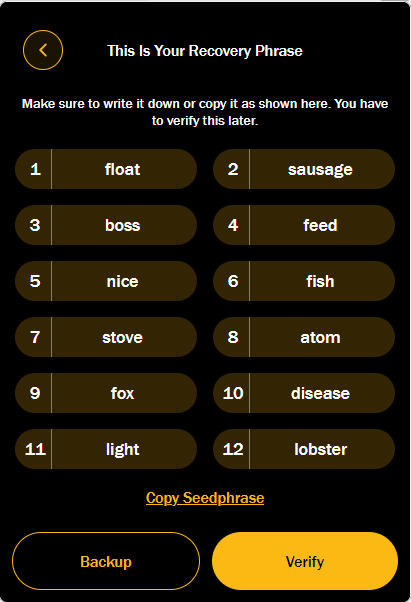 This Is Your Recovery Phrase
Make sure to write it down or copy it as shown here. You have
to verify this later.
1 float
2 sausage
3 boss
4 feed
5 nice
6 fish
7 stove
8 atom
9 fox
10 disease
11 light
12 lobster
Copy Seedphrase
Backup
Verify